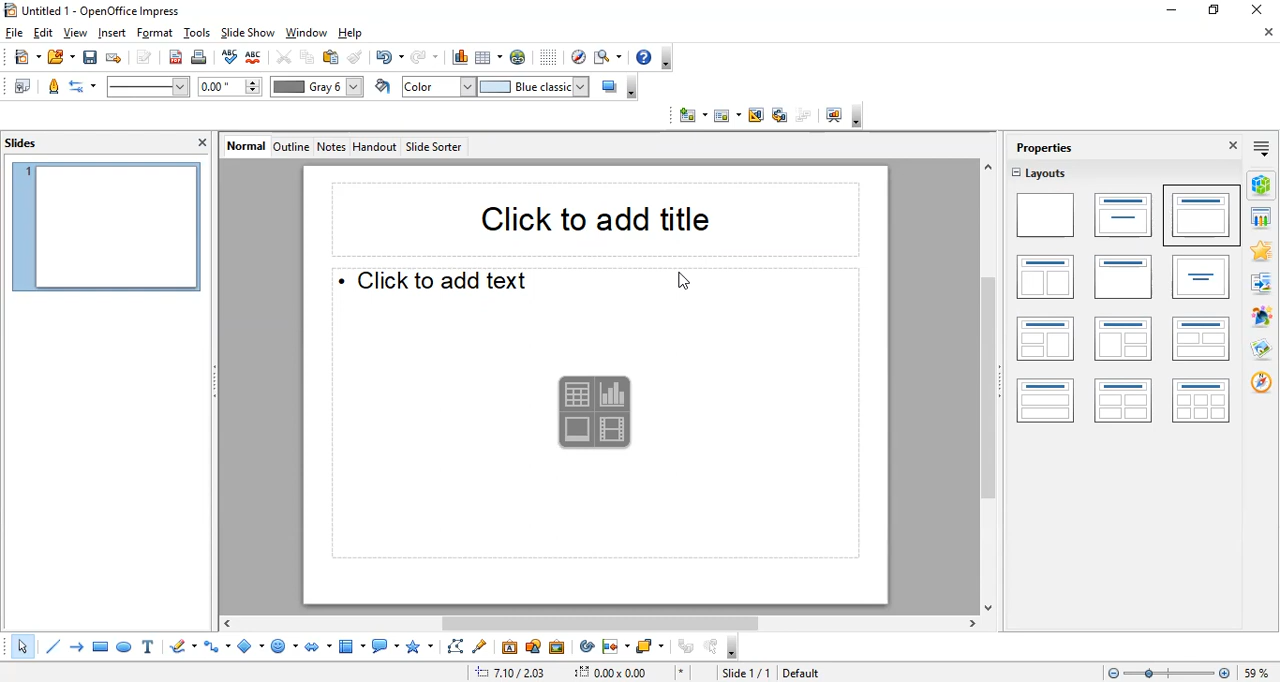 Untitled 1 - OpenOffice Impress
File Edit View Insert Format Tools Slide Show Window Help
0.00 " Gray 6 Color Blue classic
Slides
Normal Outline Notes Handout Slide Sorter
Properties
Layouts
1
Click to add title
• Click to add text
7.10 / 2.03 0.00 x 0.00 * Slide 1 / 1 Default 59 %